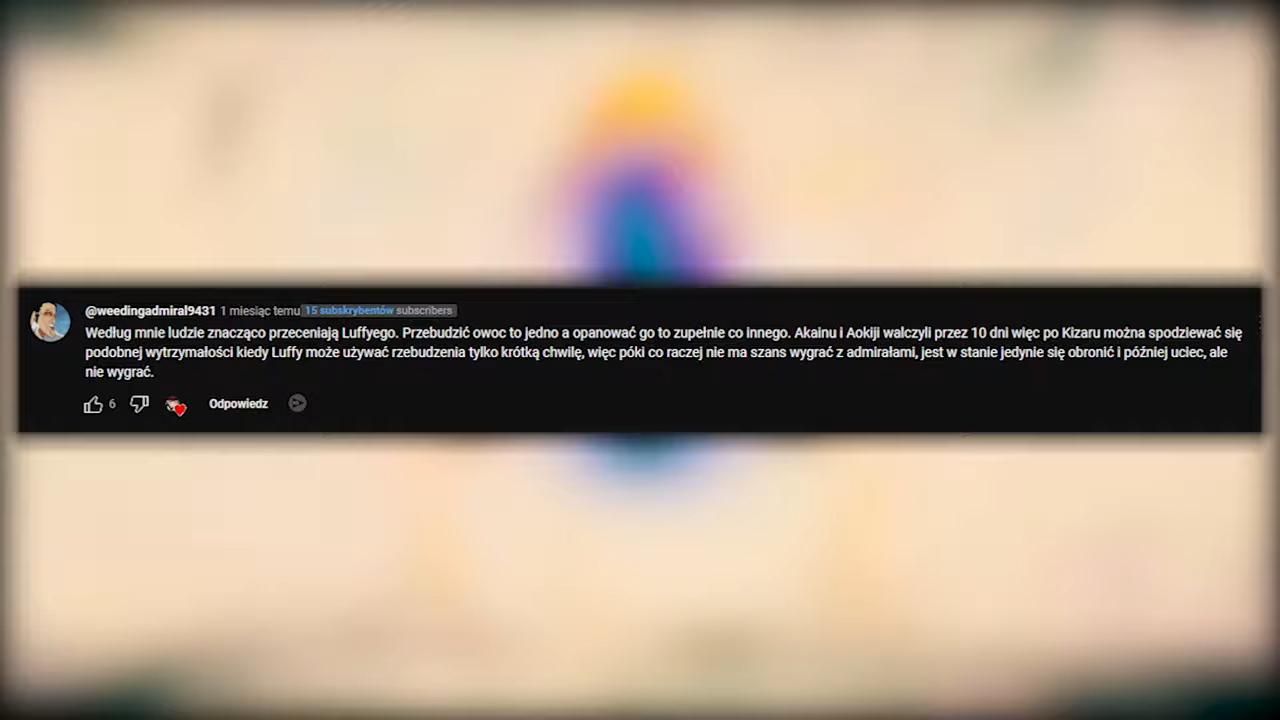 @weedingadmiral9431 1 miesiąc temu 15 subskrybentów subscribers
Według mnie ludzie znacząco przeceniają Luffyego. Przebudzić owoc to jedno a opanować go to zupełnie co innego. Akainu i Aokiji walczyli przez 10 dni więc po Kizaru można spodziewać się
podobnej wytrzymałości kiedy Luffy może używać rzebudzenia tylko krótką chwilę, więc póki co raczej nie ma szans wygrać z admirałami, jest w stanie jedynie się obronić i później uciec, ale
nie wygrać.
6 Odpowiedz